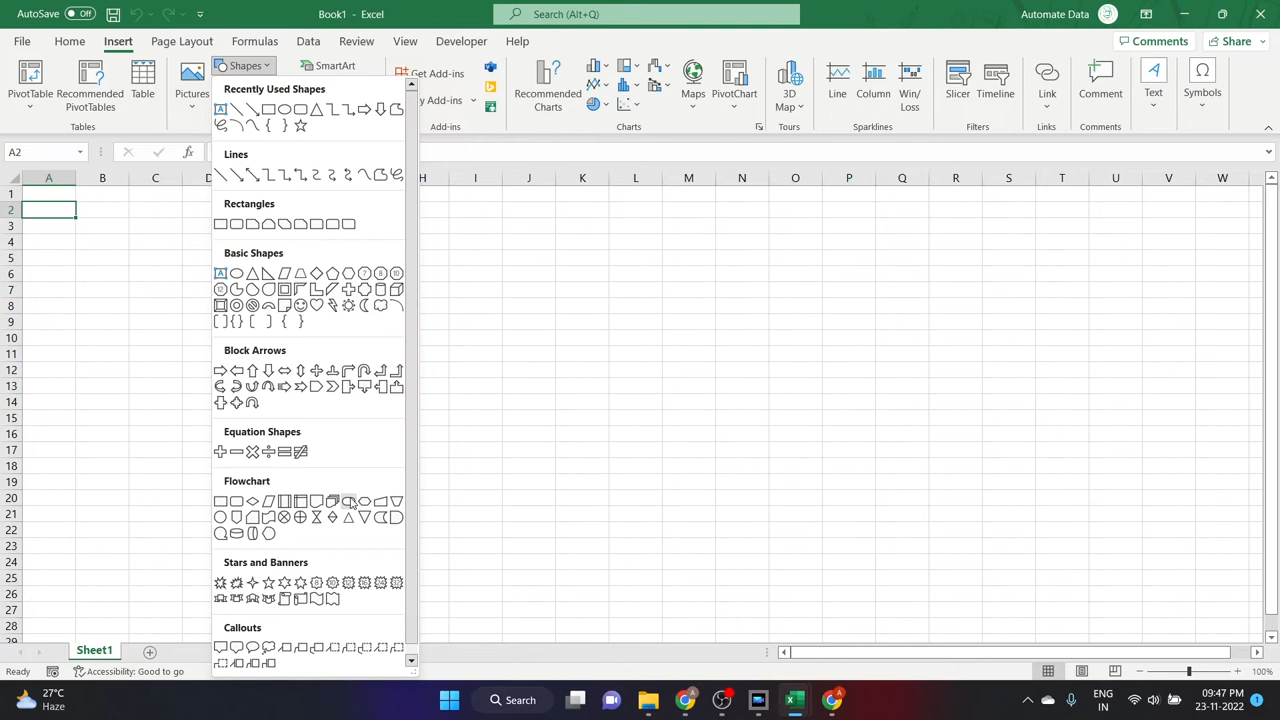 AutoSave Off Book1 - Excel Search (Alt+Q) Automate Data
File Home Insert Page Layout Formulas Data Review View Developer Help Comments Share
PivotTable Recommended PivotTables Table Pictures Shapes SmartArt Get Add-ins y Add-ins Recommended Charts Maps PivotChart 3D Map Line Column Win/Loss Slicer Timeline Link Comment Text Symbols
Tables Add-ins Charts Tours Sparklines Filters Links Comments
A2 fx
A B C D H I J K L M N O P Q R S T U V W
1
2
3
4
5
6
7
8
9
10
11
12
13
14
15
16
17
18
19
20
21
22
23
24
25
26
27
28
29
Recently Used Shapes
Lines
Rectangles
Basic Shapes
Block Arrows
Equation Shapes
Flowchart
Stars and Banners
Callouts
Sheet1
Ready Accessibility: Good to go 100%
27°C
Haze
Search
ENG
IN
09:47 PM
23-11-2022